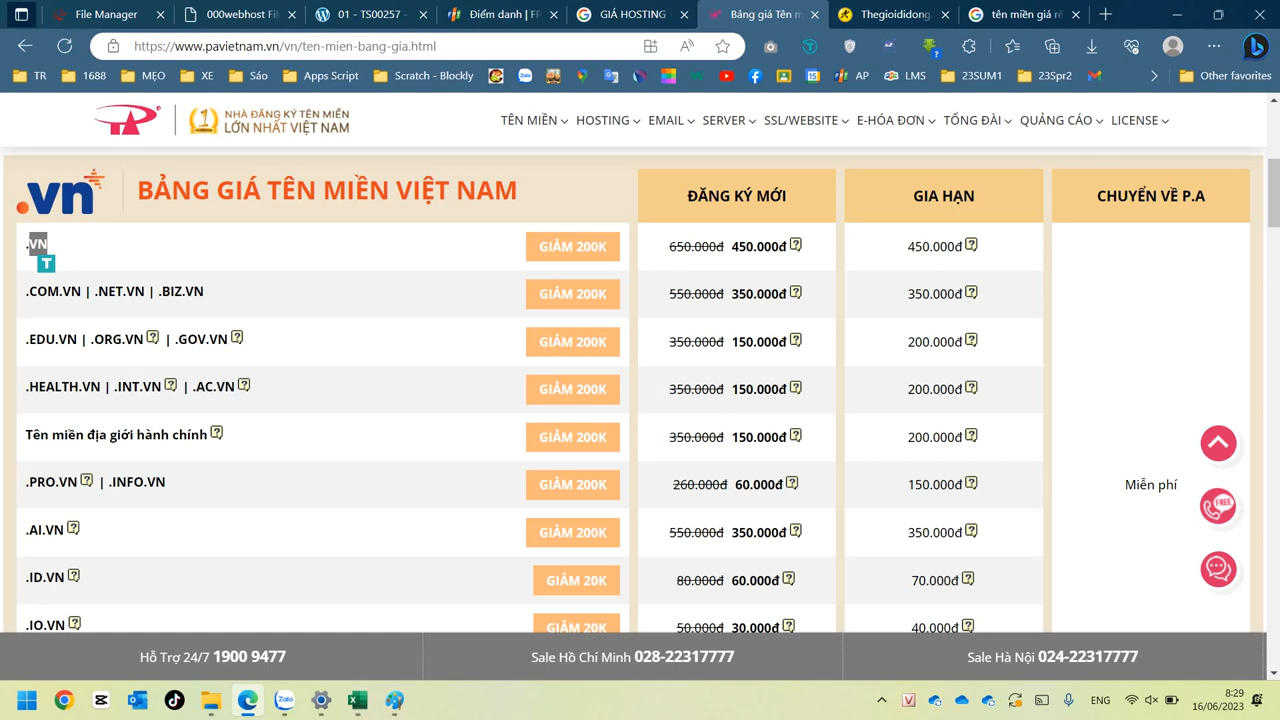 File Manager
000webhost Fil
01 - TS00257 -
Điểm danh | FP
GIÁ HOSTING
Bảng giá Tên m
Thegioididong
tên miền giá rẻ
https://www.pavietnam.vn/vn/ten-mien-bang-gia.html
TR
1688
MẸO
XE
Sáo
Apps Script
Scratch - Blockly
AP
LMS
23SUM1
23Spr2
Other favorites
NHÀ ĐĂNG KÝ TÊN MIỀN
LỚN NHẤT VIỆT NAM
TÊN MIỀN HOSTING EMAIL SERVER SSL/WEBSITE E-HÓA ĐƠN TỔNG ĐÀI QUẢNG CÁO LICENSE
.vn BẢNG GIÁ TÊN MIỀN VIỆT NAM ĐĂNG KÝ MỚI GIA HẠN CHUYỂN VỀ P.A
.VN GIẢM 200K 650.000đ 450.000đ 450.000đ
T
.COM.VN | .NET.VN | .BIZ.VN GIẢM 200K 550.000đ 350.000đ 350.000đ
.EDU.VN | .ORG.VN | .GOV.VN GIẢM 200K 350.000đ 150.000đ 200.000đ
.HEALTH.VN | .INT.VN | .AC.VN GIẢM 200K 350.000đ 150.000đ 200.000đ
Tên miền địa giới hành chính GIẢM 200K 350.000đ 150.000đ 200.000đ
.PRO.VN | .INFO.VN GIẢM 200K 260.000đ 60.000đ 150.000đ Miễn phí
FREE
.AI.VN GIẢM 200K 550.000đ 350.000đ 350.000đ
.ID.VN GIẢM 20K 80.000đ 60.000đ 70.000đ
.IO.VN GIẢM 20K 50.000đ 30.000đ 40.000đ
Hỗ Trợ 24/7 1900 9477
Sale Hồ Chí Minh 028-22317777
Sale Hà Nội 024-22317777
Zalo
ENG
8:29
16/06/2023